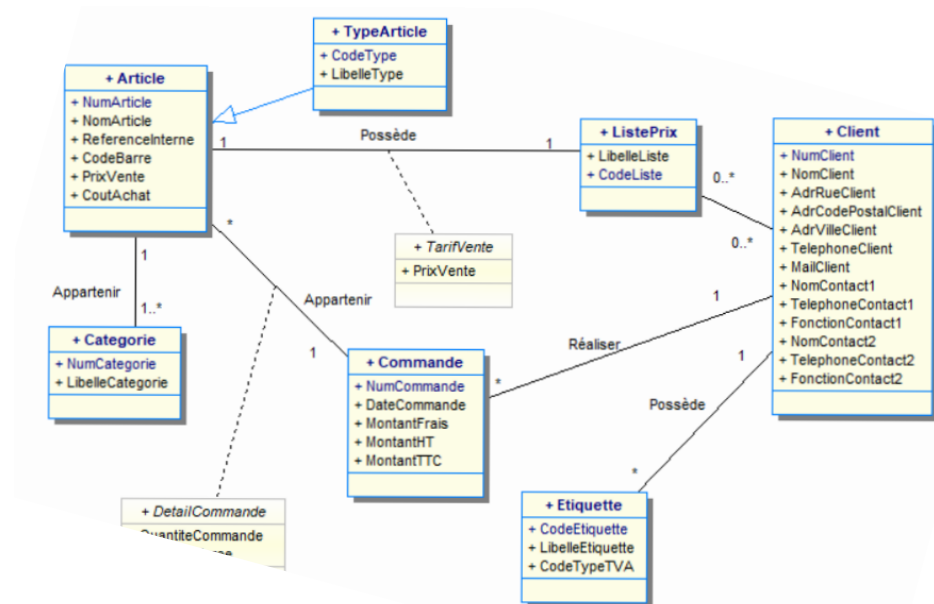 + TypeArticle
+ CodeType
+ LibelleType
+ Article
+ NumArticle
+ NomArticle
+ ReferenceInterne
+ CodeBarre
+ PrixVente
+ CoutAchat
1
Possède
1
+ ListePrix
+ LibelleListe
+ CodeListe
0..*
0..*
+ Client
+ NumClient
+ NomClient
+ AdrRueClient
+ AdrCodePostalClient
+ AdrVilleClient
+ TelephoneClient
+ MailClient
+ NomContact1
+ TelephoneContact1
+ FonctionContact1
+ NomContact2
+ TelephoneContact2
+ FonctionContact2
+ TarifVente
+ PrixVente
*
Appartenir
1
1
Appartenir
1..*
+ Categorie
+ NumCategorie
+ LibelleCategorie
+ Commande
+ NumCommande
+ DateCommande
+ MontantFrais
+ MontantHT
+ MontantTTC
1
Réaliser
*
1
Possède
*
+ DetailCommande
QuantiteCommande
+ Etiquette
+ CodeEtiquette
+ LibelleEtiquette
+ CodeTypeTVA